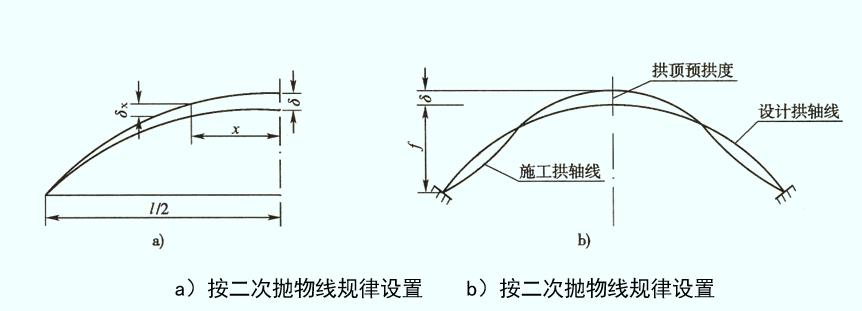 拱顶预拱度
δx
δ
δ
x
设计拱轴线
f
施工拱轴线
l/2
a)
b)
a）按二次抛物线规律设置 b）按二次抛物线规律设置